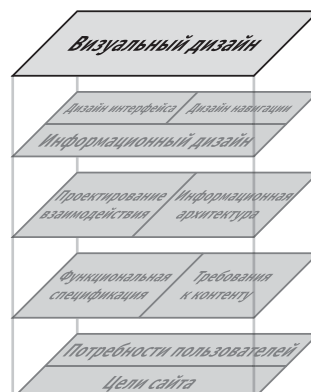 Визуальный дизайн
Дизайн интерфейса
Дизайн навигации
Информационный дизайн
Проектирование
взаимодействия
Информационная
архитектура
Функциональная
спецификация
Требования
к контенту
Потребности пользователей
Цели сайта